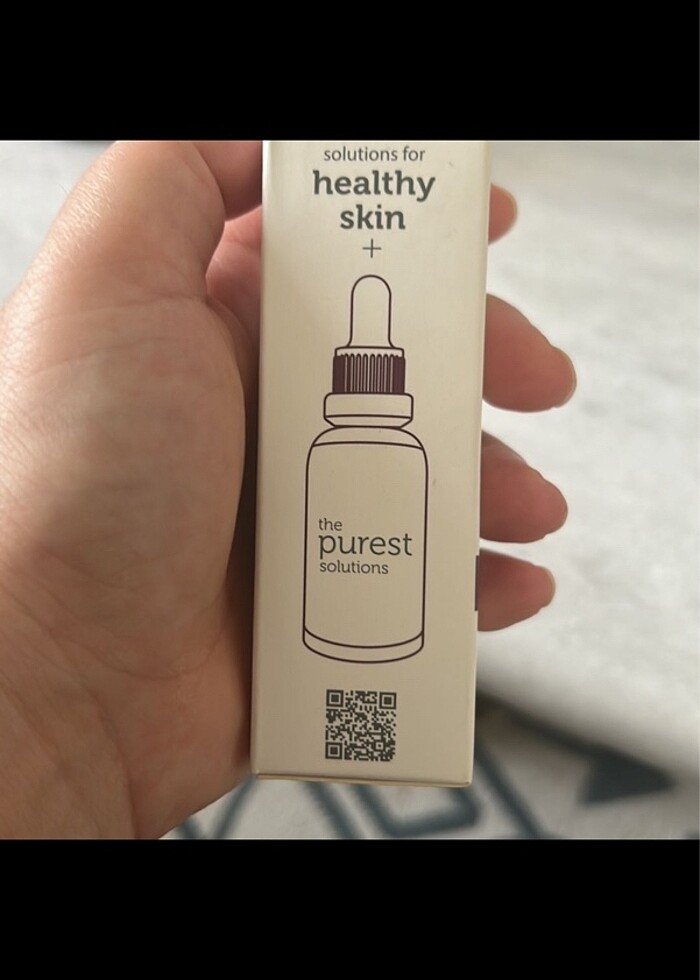 solutions for
healthy
skin
+
the
purest
solutions